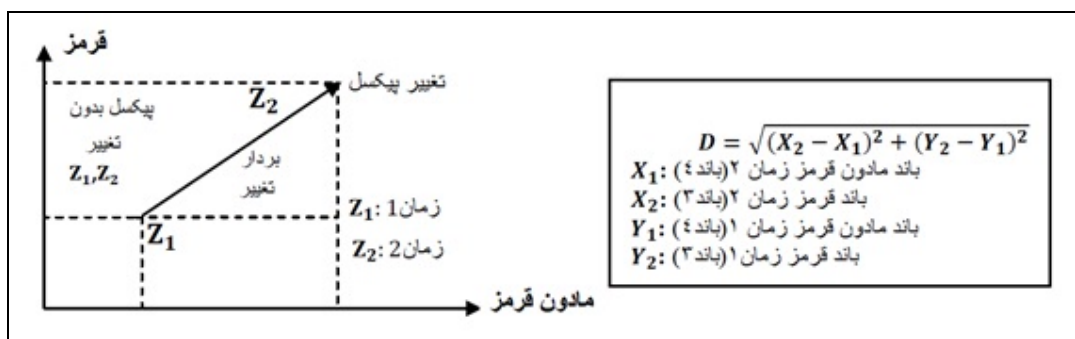 قرمز
تغییر پیکسل
Z₂
پیکسل بدون
تغییر
Z₁,Z₂
بردار
تغییر
Z₁
Z₁: زمان1
Z₂: زمان2
مادون قرمز
D = √(X₂ − X₁)² + (Y₂ − Y₁)²
X₁: باند مادون قرمز زمان ۲(باند٤)
X₂: باند قرمز زمان ۲(باند۳)
Y₁: باند مادون قرمز زمان ۱(باند٤)
Y₂: باند قرمز زمان۱(باند۳)